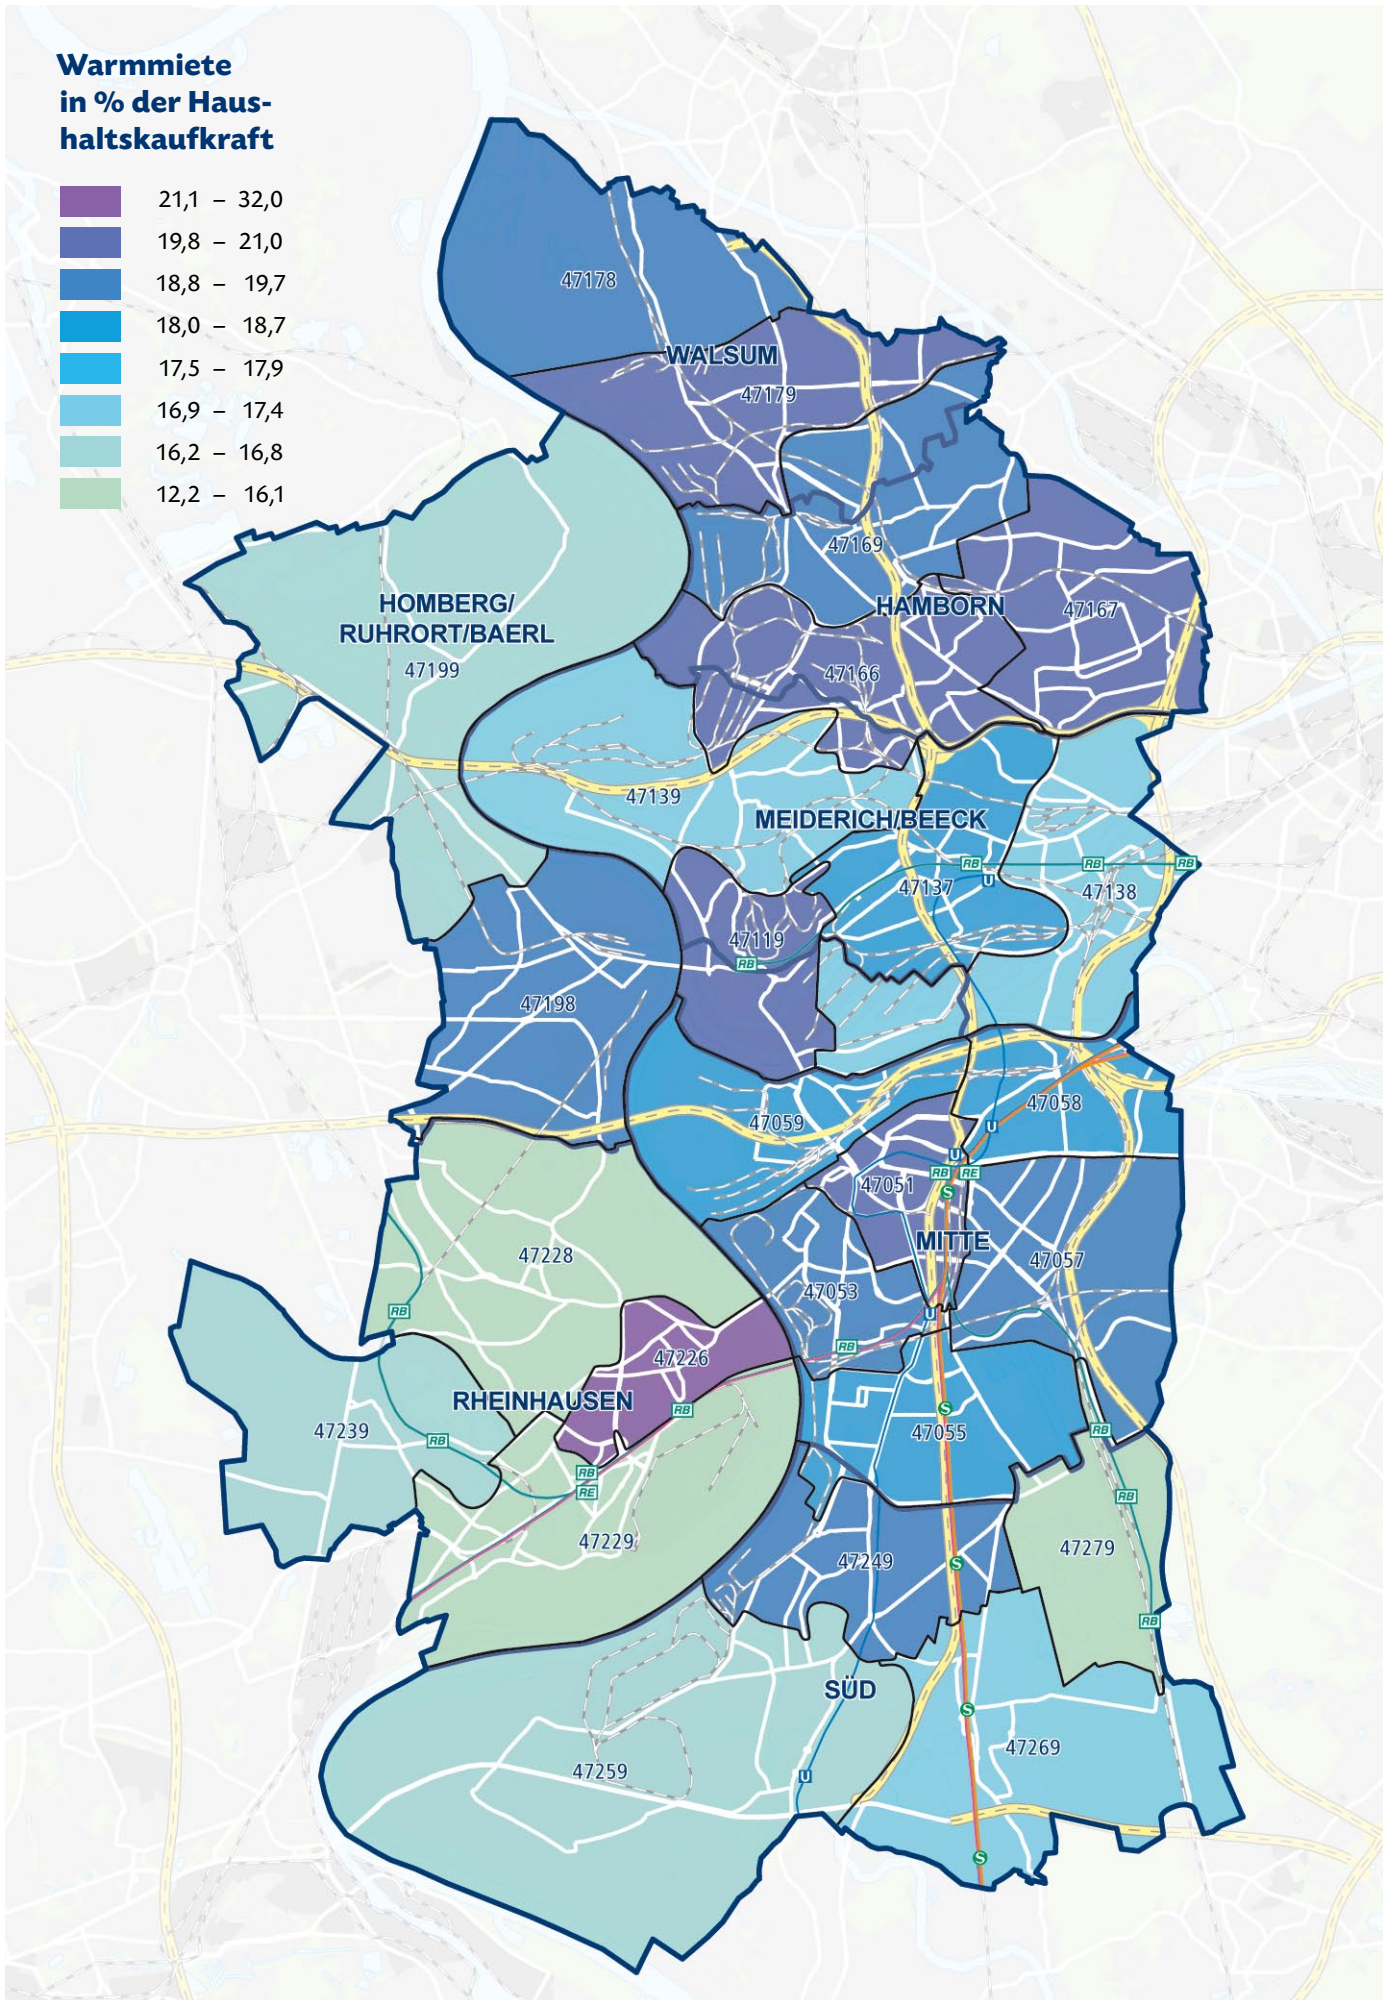 Warmmiete
in % der Haus-
haltskaufkraft
21,1 – 32,0
19,8 – 21,0
18,8 – 19,7
18,0 – 18,7
17,5 – 17,9
16,9 – 17,4
16,2 – 16,8
12,2 – 16,1
47178
WALSUM
47179
47169
HAMBORN
47167
HOMBERG/
RUHRORT/BAERL
47199
47166
47139
MEIDERICH/BEECK
RB
RB
RB
U
47137
47138
47119
RB
47198
47058
47059
U
U
RB
RE
47051
S
MITTE
47228
47057
47053
RB
U
RB
47226
RHEINHAUSEN
RB
S
47239
RB
47055
RB
RB
RE
RB
47229
47279
47249
S
RB
SÜD
S
47269
47259
U
S